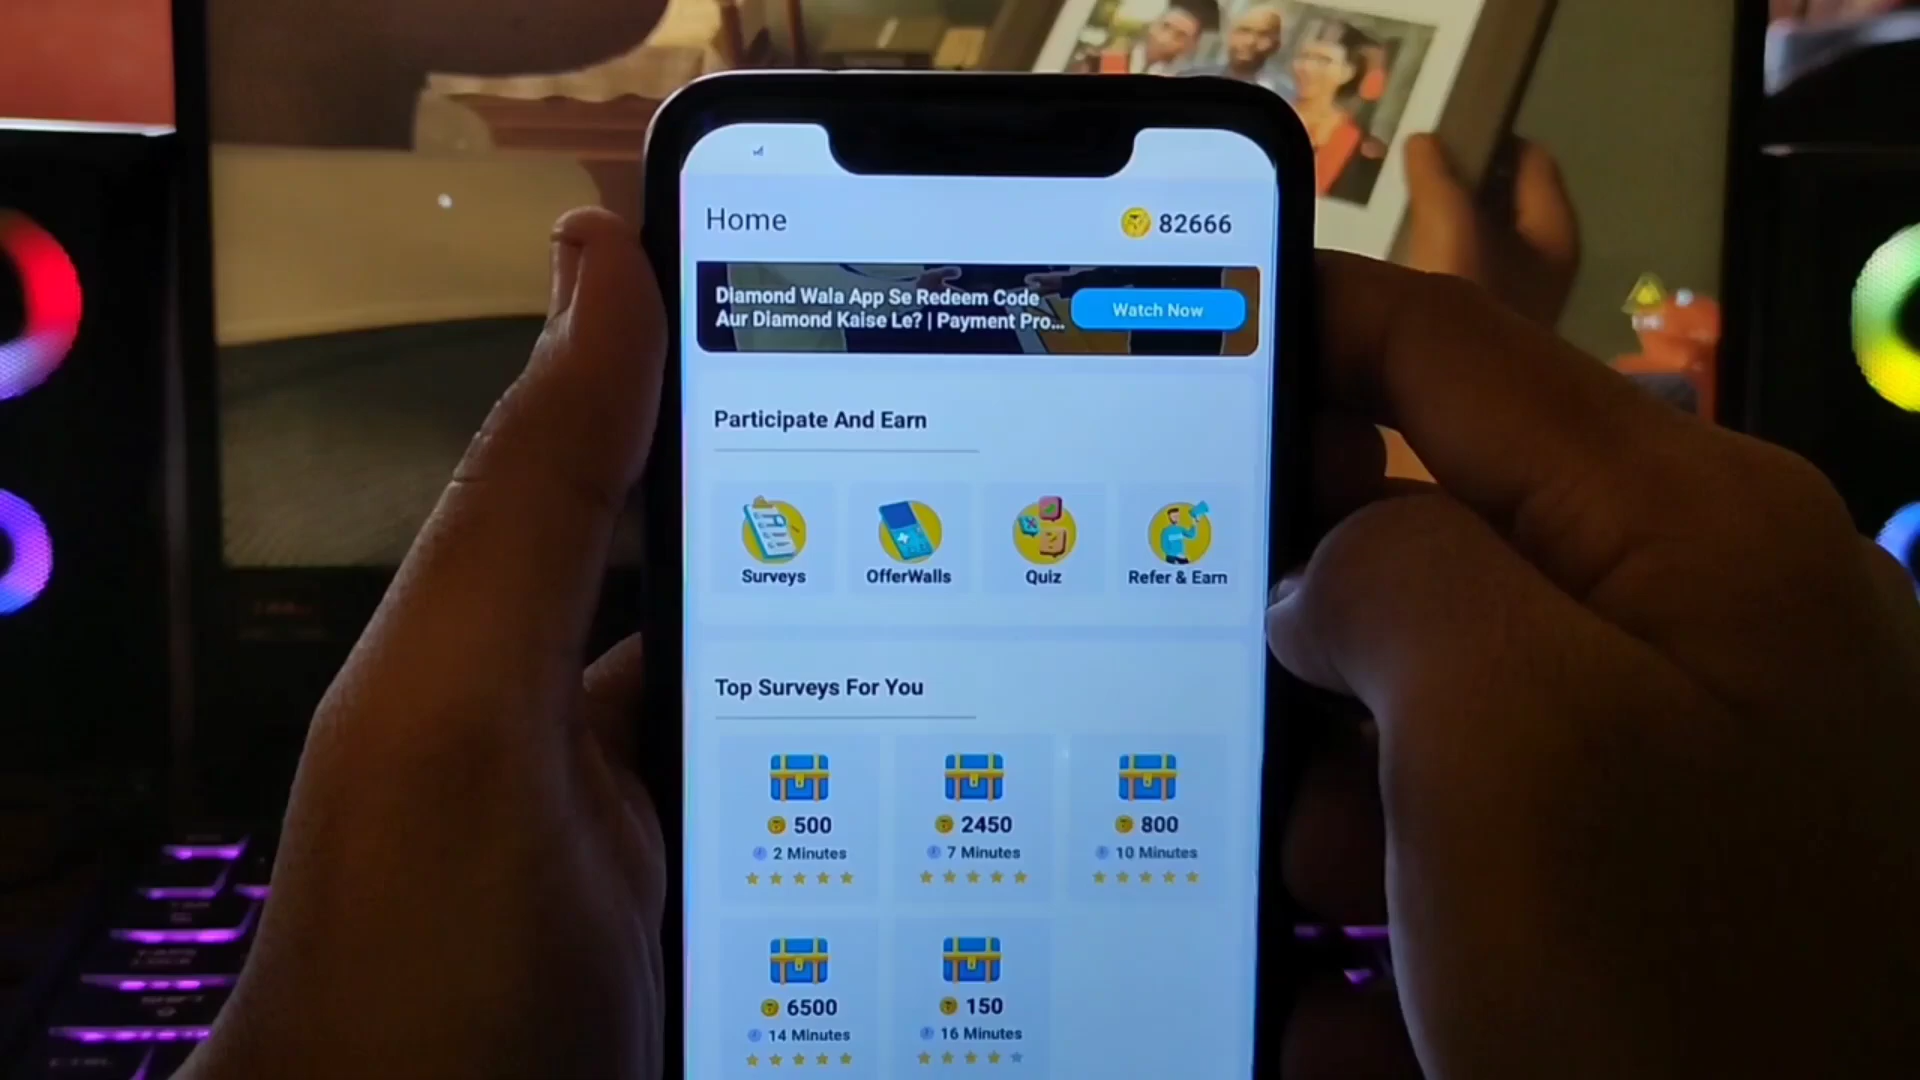 Home
82666
Diamond Wala App Se Redeem Code
Aur Diamond Kaise Le? | Payment Pro...
Watch Now
Participate And Earn
Surveys
OfferWalls
Quiz
Refer & Earn
Top Surveys For You
500
2450
800
2 Minutes
7 Minutes
10 Minutes
6500
150
14 Minutes
16 Minutes